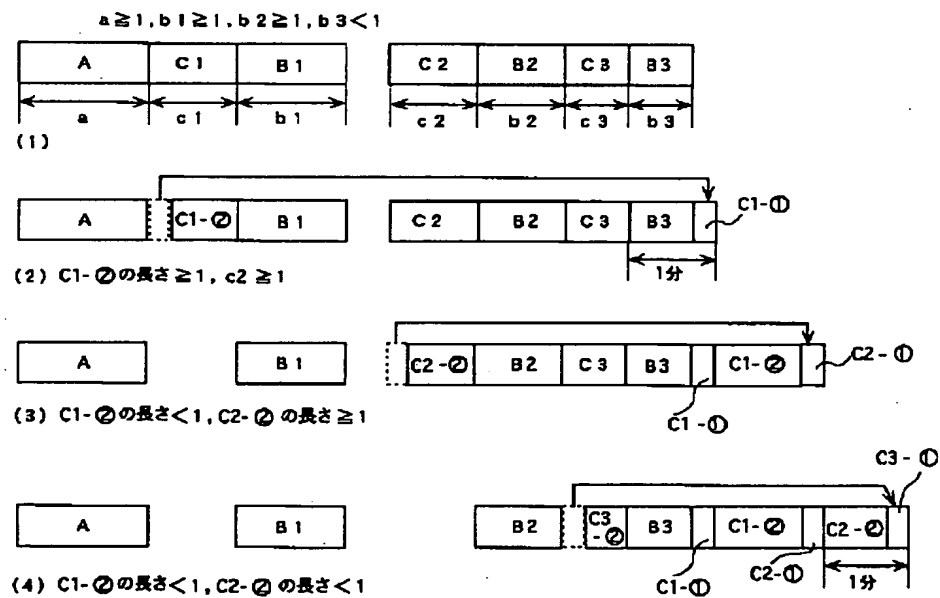 a≧1,b1≧1,b2≧1,b3<1
A C1 B1 C2 B2 C3 B3
a c1 b1 c2 b2 c3 b3
(1)
C1-①
A C1-② B1 C2 B2 C3 B3
1分
(2) C1-②の長さ≧1, c2≧1
C2-①
A B1 C2-② B2 C3 B3 C1-②
(3) C1-②の長さ<1, C2-②の長さ≧1
C1-①
C3-①
A B1 B2 C3-② B3 C1-② C2-②
C1-① C2-① 1分
(4) C1-②の長さ<1, C2-②の長さ<1